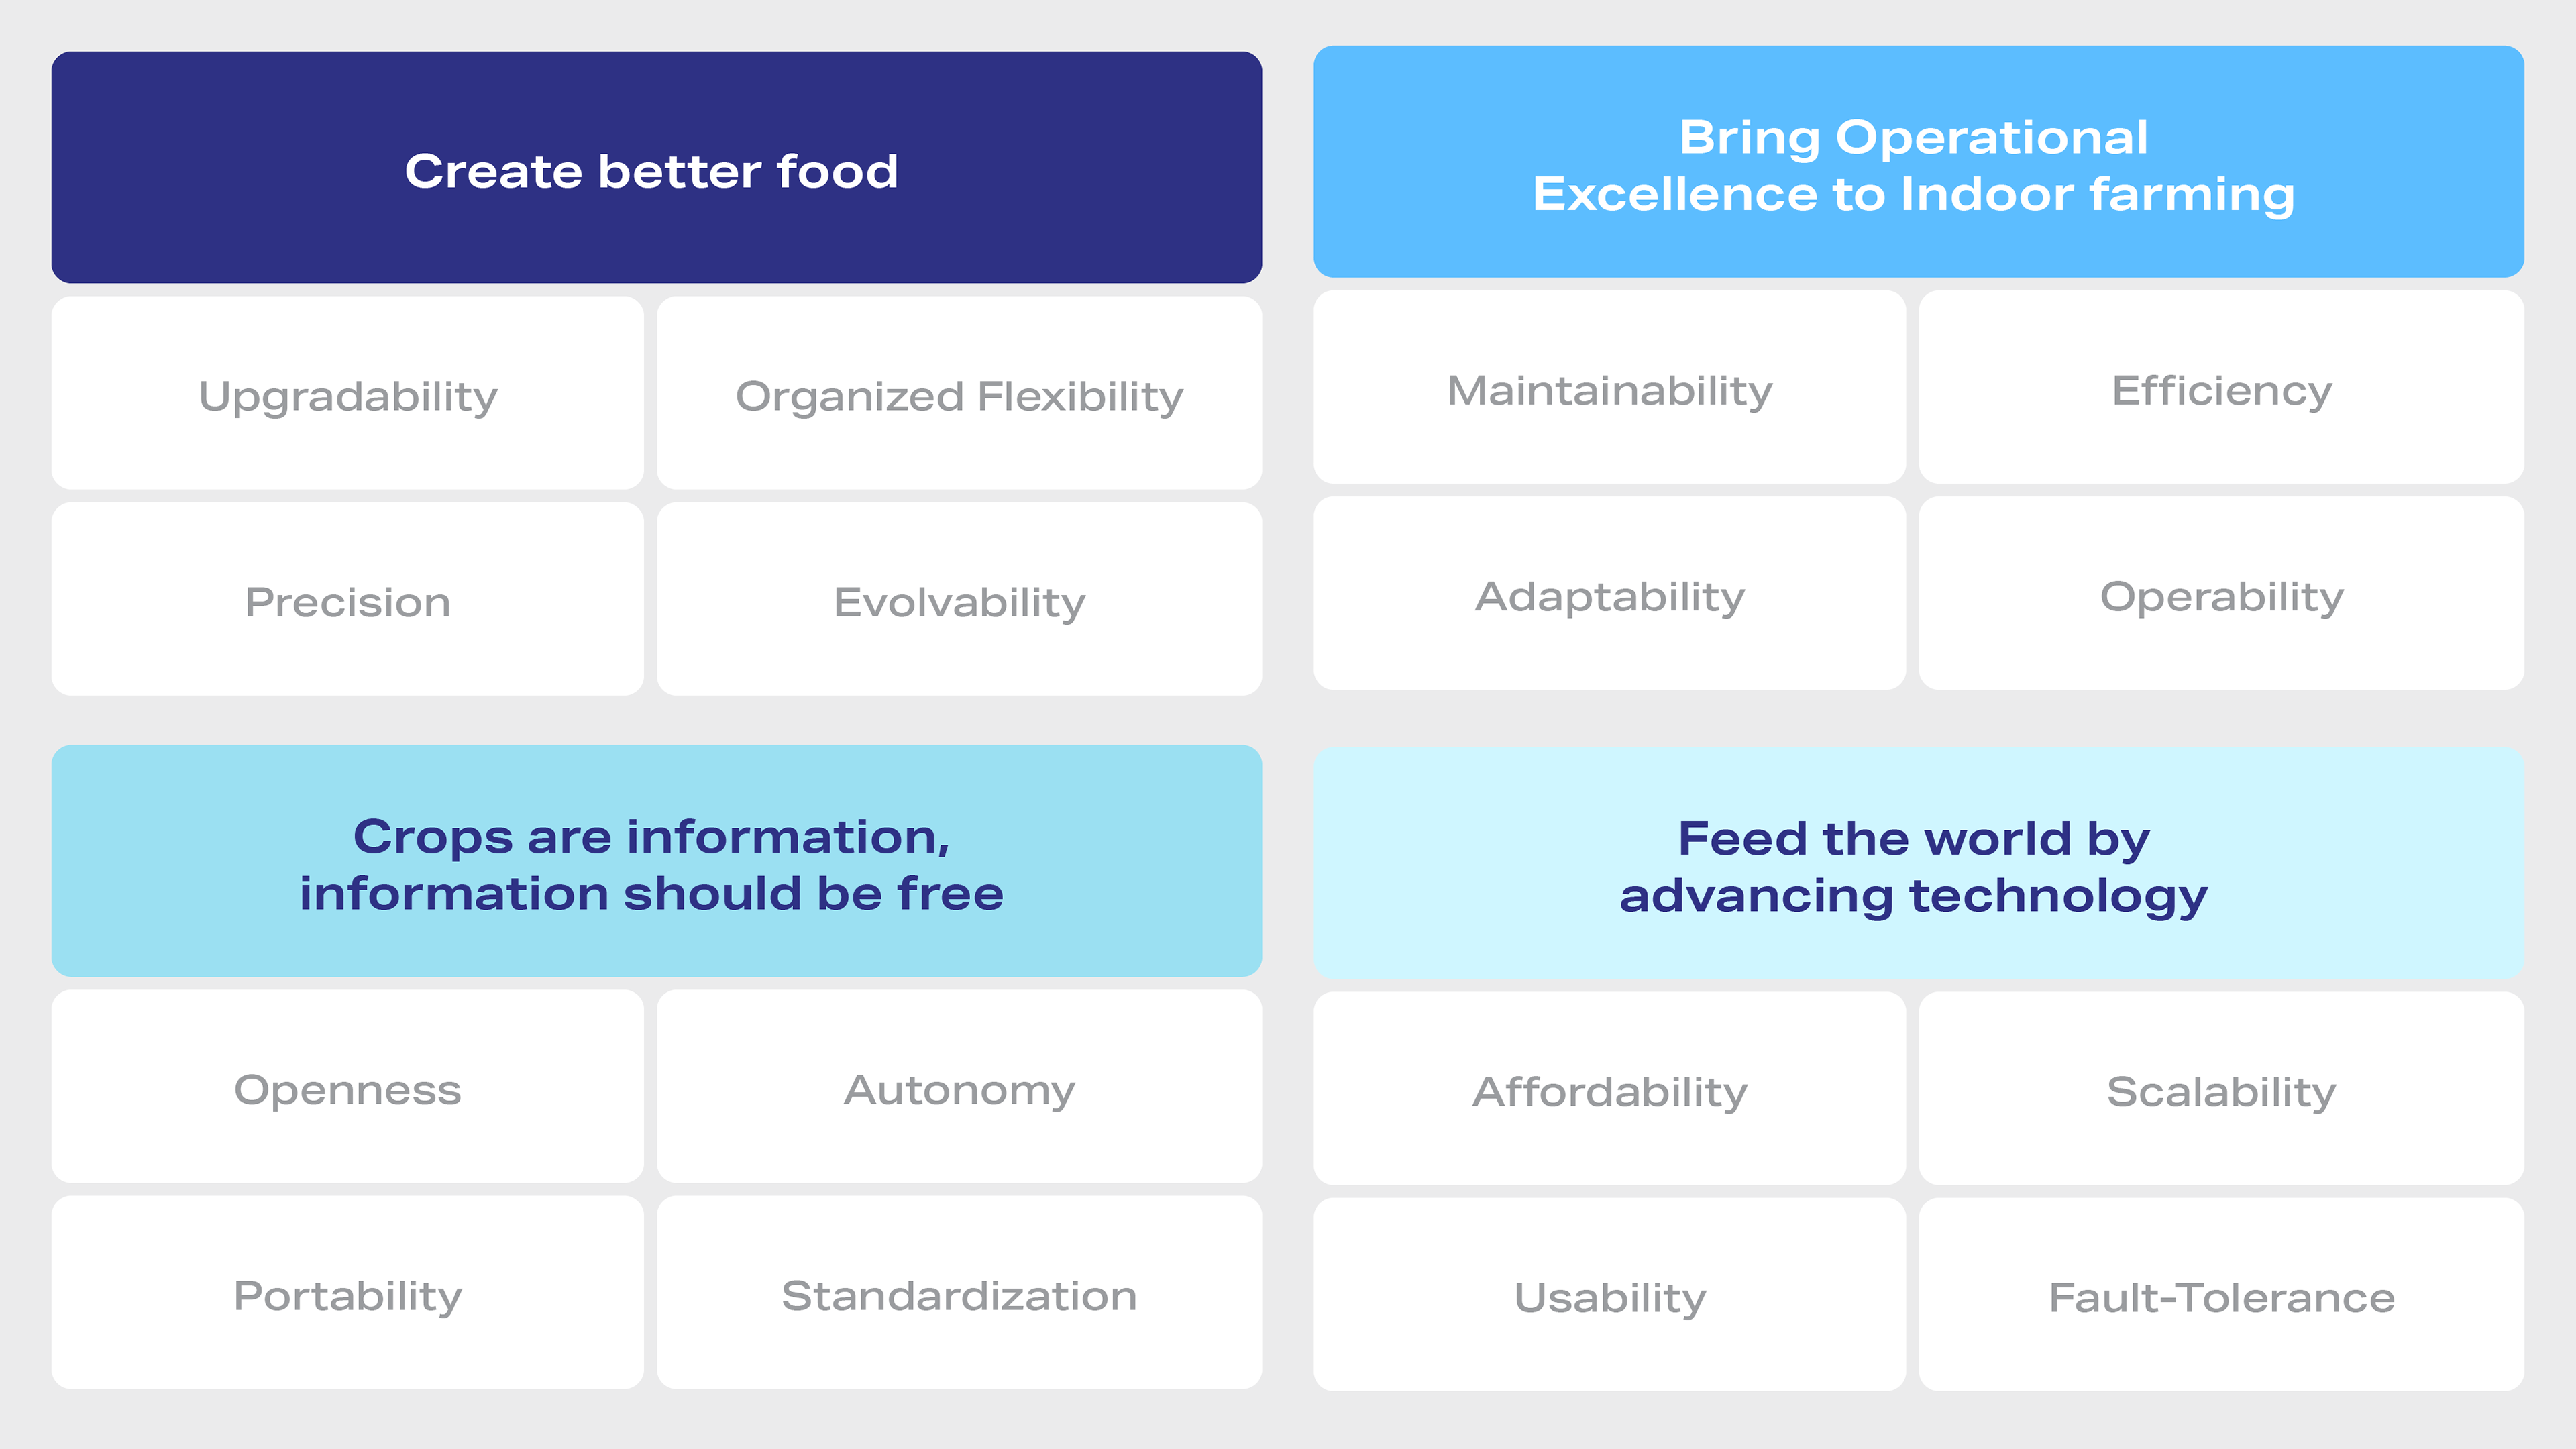 Create better food
Upgradability
Organized Flexibility
Precision
Evolvability
Bring Operational
Excellence to Indoor farming
Maintainability
Efficiency
Adaptability
Operability
Crops are information,
information should be free
Openness
Autonomy
Portability
Standardization
Feed the world by
advancing technology
Affordability
Scalability
Usability
Fault-Tolerance